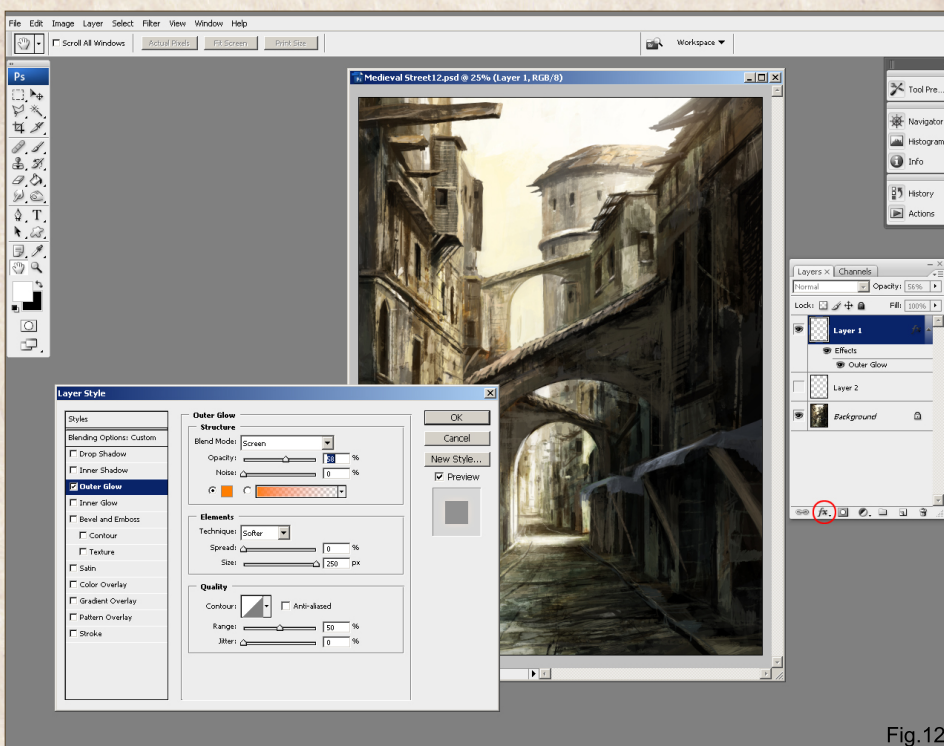 File Edit Image Layer Select Filter View Window Help
Scroll All Windows Actual Pixels Fit Screen Print Size Workspace
Ps
Medieval Street12.psd @ 25% (Layer 1, RGB/8)
Tool Pre...
Navigator
Histogram
Info
History
Actions
Layers × Channels
Normal Opacity: 56%
Lock: Fill: 100%
Layer 1
Effects
Outer Glow
Layer 2
Background
fx.
Layer Style
Styles
Blending Options: Custom
Drop Shadow
Inner Shadow
Outer Glow
Inner Glow
Bevel and Emboss
Contour
Texture
Satin
Color Overlay
Gradient Overlay
Pattern Overlay
Stroke
Outer Glow
Structure
Blend Mode: Screen
Opacity: 58 %
Noise: 0 %
Elements
Technique: Softer
Spread: 0 %
Size: 250 px
Quality
Contour: Anti-aliased
Range: 50 %
Jitter: 0 %
OK
Cancel
New Style...
Preview
Fig.12